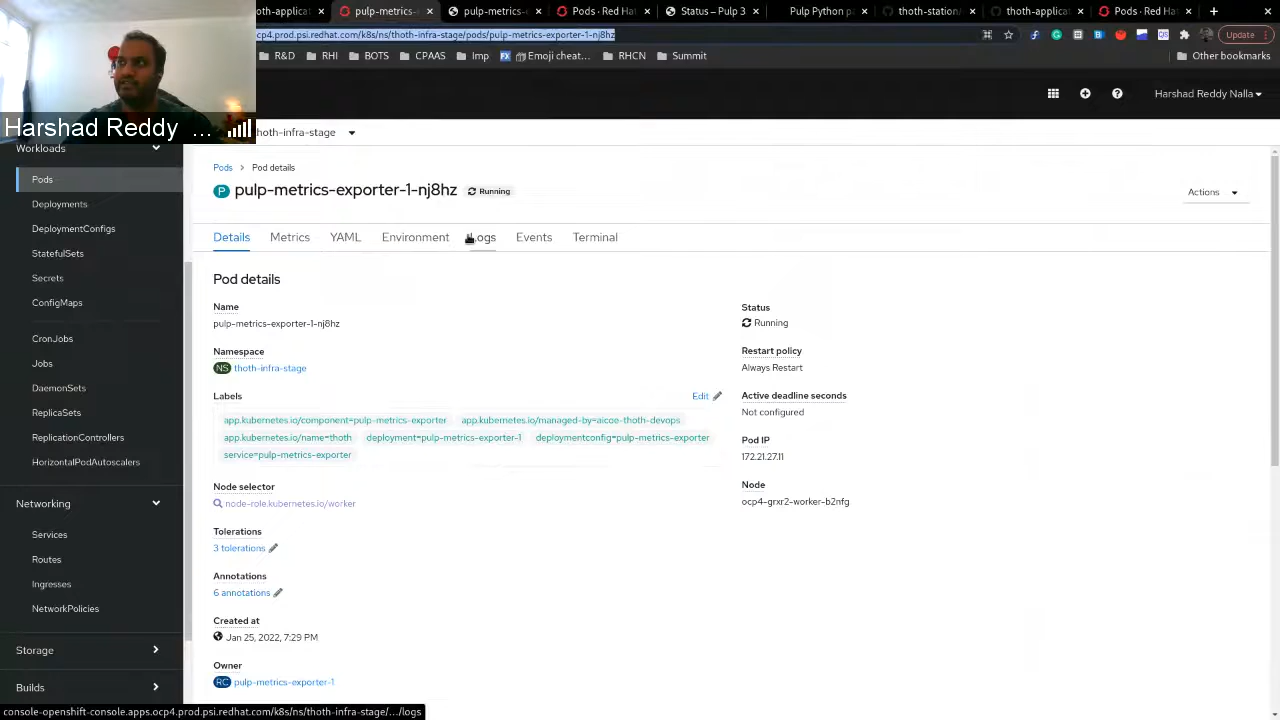 oth-applic
pulp-metrics-e
pulp-metrics-e
Pods · Red Hat
Status – Pulp 3
Pulp Python pa
thoth-station/
thoth-applic
Pods · Red Hat
cp4.prod.psi.redhat.com/k8s/ns/thoth-infra-stage/pods/pulp-metrics-exporter-1-nj8hz
Update
R&D RHI BOTS CPAAS Imp Emoji cheat... RHCN Summit Other bookmarks
Harshad Reddy Nalla
Harshad Reddy ...
thoth-infra-stage
Workloads
Pods
Deployments
DeploymentConfigs
StatefulSets
Secrets
ConfigMaps
CronJobs
Jobs
DaemonSets
ReplicaSets
ReplicationControllers
HorizontalPodAutoscalers
Networking
Services
Routes
Ingresses
NetworkPolicies
Storage
Builds
Pods > Pod details
P pulp-metrics-exporter-1-nj8hz Running
Actions
Details Metrics YAML Environment Logs Events Terminal
Pod details
Name
pulp-metrics-exporter-1-nj8hz
Namespace
NS thoth-infra-stage
Labels Edit
app.kubernetes.io/component=pulp-metrics-exporter app.kubernetes.io/managed-by=aicoe-thoth-devops
app.kubernetes.io/name=thoth deployment=pulp-metrics-exporter-1 deploymentconfig=pulp-metrics-exporter
service=pulp-metrics-exporter
Node selector
node-role.kubernetes.io/worker
Tolerations
3 tolerations
Annotations
6 annotations
Created at
Jan 25, 2022, 7:29 PM
Owner
RC pulp-metrics-exporter-1
Status
Running
Restart policy
Always Restart
Active deadline seconds
Not configured
Pod IP
172.21.27.11
Node
ocp4-grxr2-worker-b2nfg
console-openshift-console.apps.ocp4.prod.psi.redhat.com/k8s/ns/thoth-infra-stage/.../logs